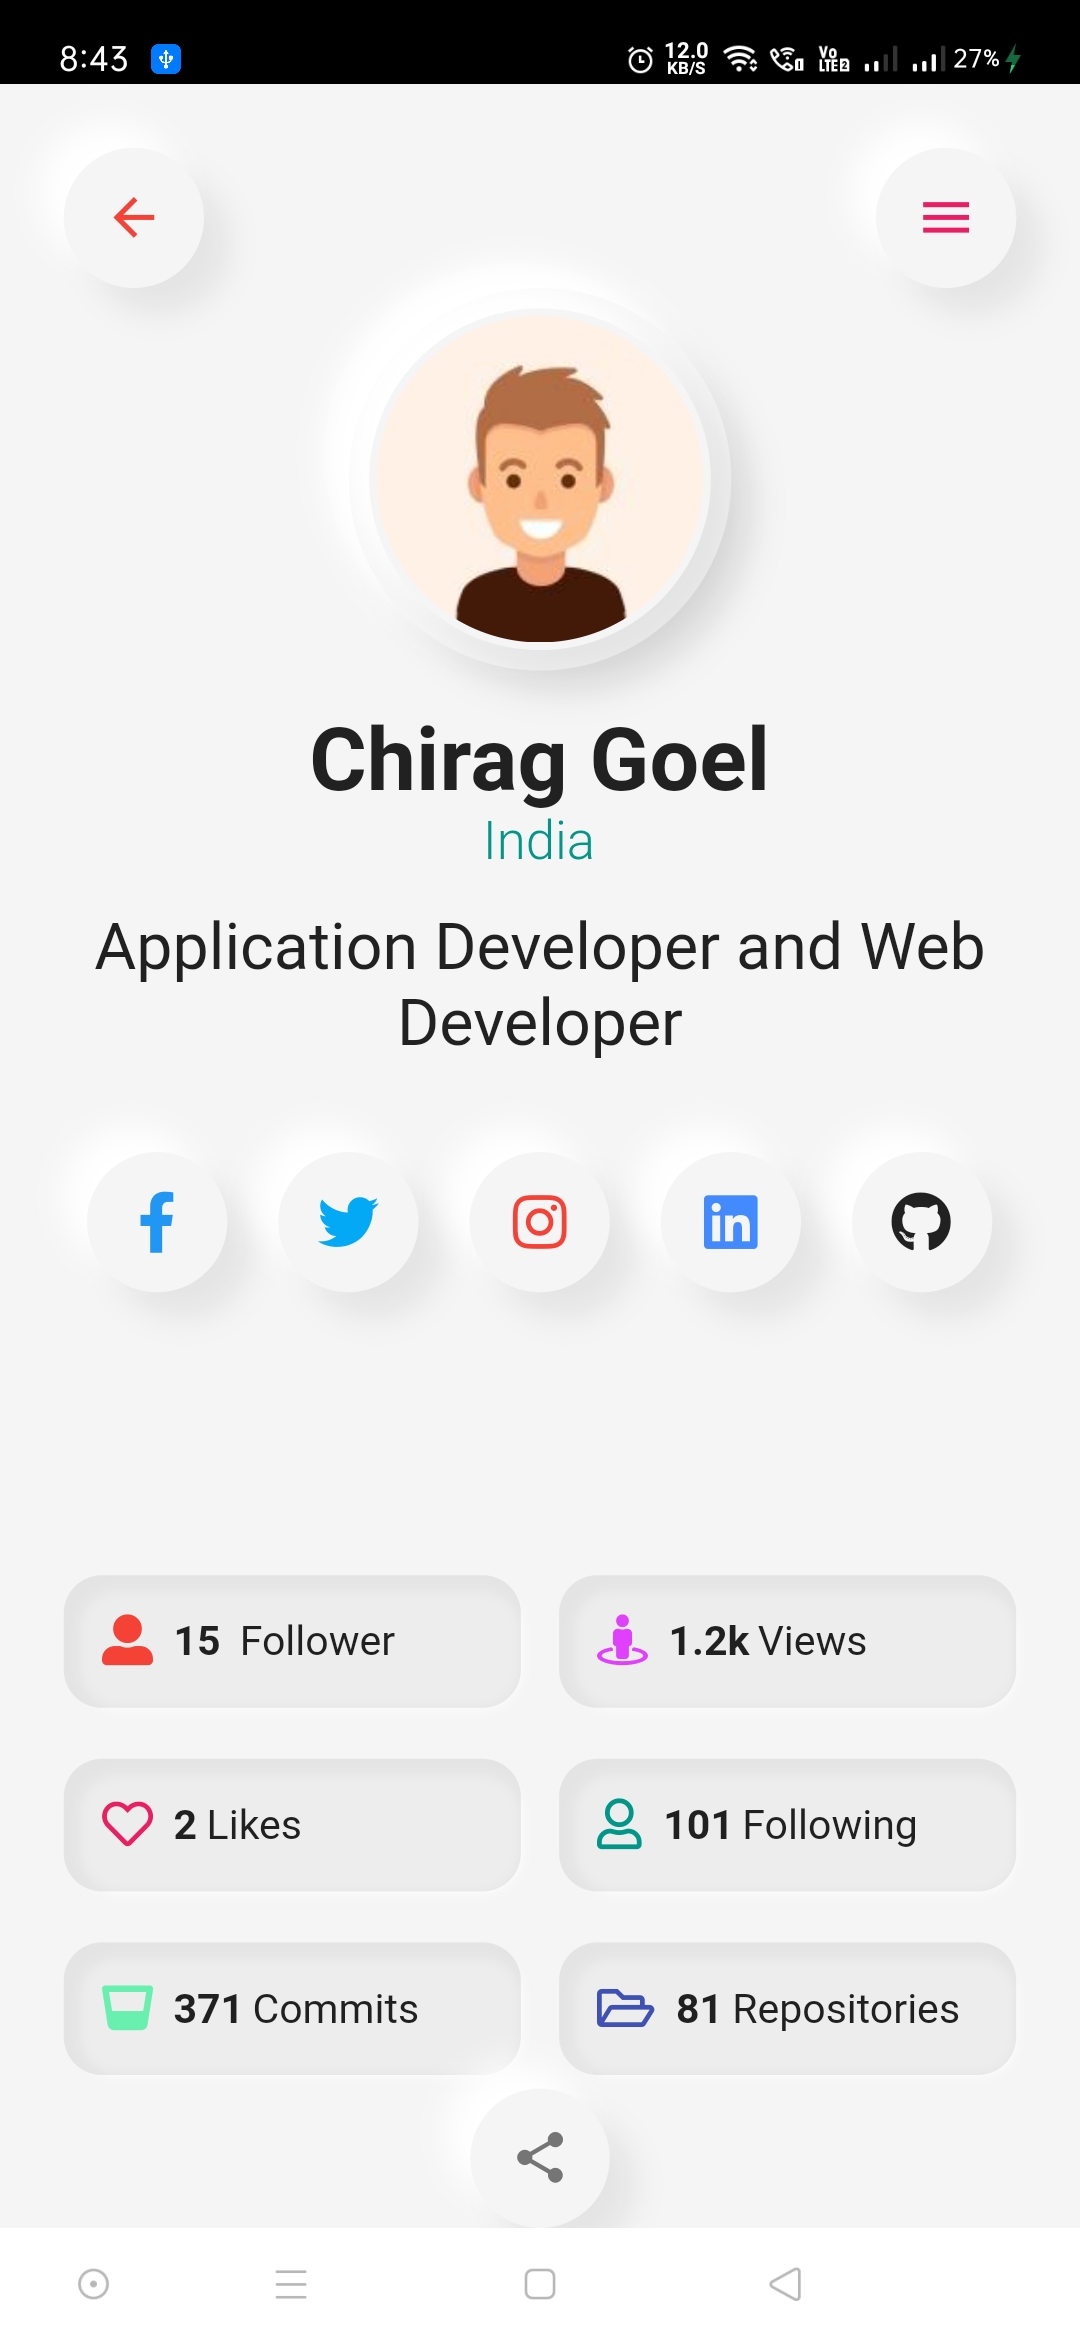 8:43
12.0
KB/S
Vo
LTE2
27%
Chirag Goel
India
Application Developer and Web
Developer
15 Follower
1.2k Views
2 Likes
101 Following
371 Commits
81 Repositories